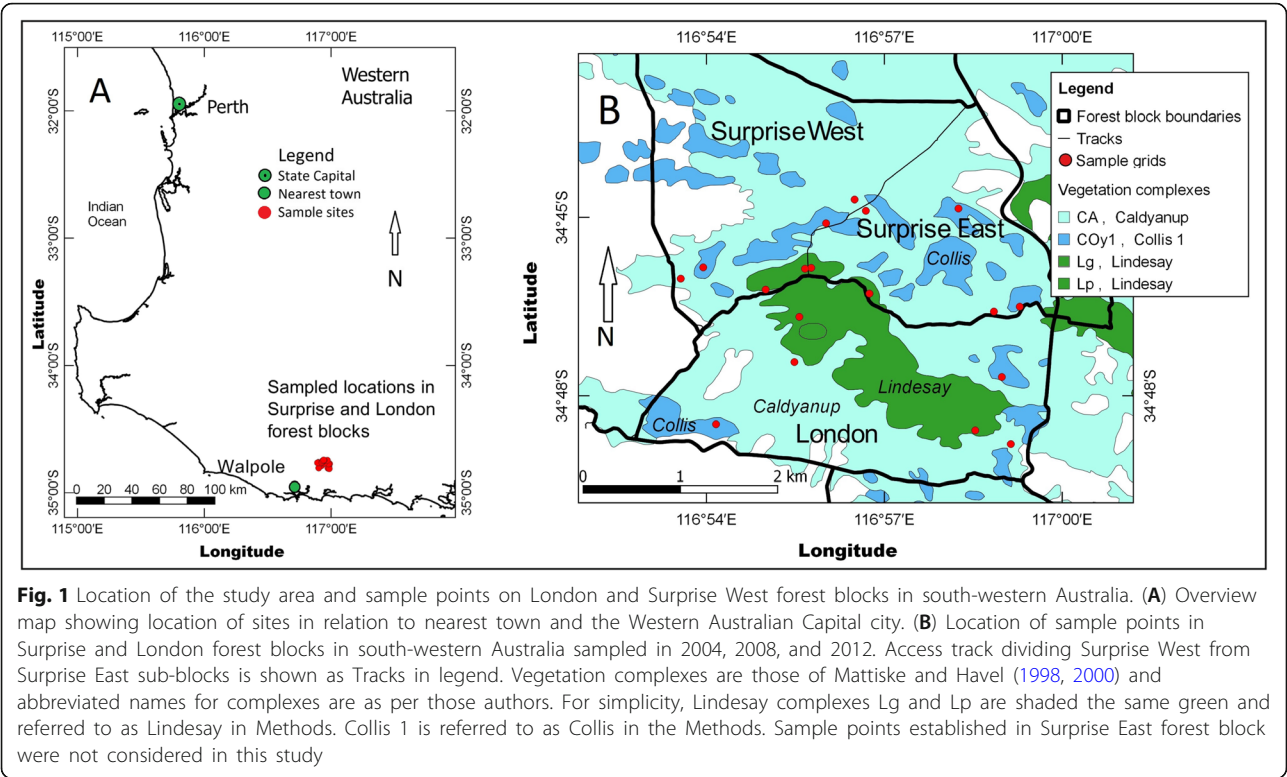 115°00'E 116°00'E 117°00'E
A
Western
Australia
Perth
Legend
State Capital
Nearest town
Sample sites
Indian
Ocean
N
Sampled locations in
Surprise and London
forest blocks
Walpole
0 20 40 60 80 100 km
32°00'S
33°00'S
34°00'S
35°00'S
115°00'E 116°00'E 117°00'E
Latitude
Longitude
116°54'E 116°57'E 117°00'E
B
Surprise West
Surprise East
Collis
Lindesay
Caldyanup
Collis
London
N
0 1 2 km
34°45'S
34°48'S
34°48'S
116°54'E 116°57'E 117°00'E
Latitude
Longitude
Legend
Forest block boundaries
Tracks
Sample grids
Vegetation complexes
CA , Caldyanup
COy1 , Collis 1
Lg , Lindesay
Lp , Lindesay
Fig. 1 Location of the study area and sample points on London and Surprise West forest blocks in south-western Australia. (A) Overview
map showing location of sites in relation to nearest town and the Western Australian Capital city. (B) Location of sample points in
Surprise and London forest blocks in south-western Australia sampled in 2004, 2008, and 2012. Access track dividing Surprise West from
Surprise East sub-blocks is shown as Tracks in legend. Vegetation complexes are those of Mattiske and Havel (1998, 2000) and
abbreviated names for complexes are as per those authors. For simplicity, Lindesay complexes Lg and Lp are shaded the same green and
referred to as Lindesay in Methods. Collis 1 is referred to as Collis in the Methods. Sample points established in Surprise East forest block
were not considered in this study